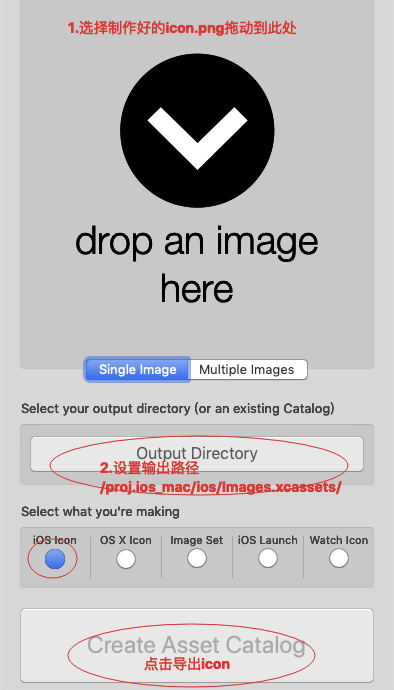 1.选择制作好的icon.png拖动到此处
drop an image
here
Single Image
Multiple Images
Select your output directory (or an existing Catalog)
Output Directory
2.设置输出路径
/proj.ios_mac/ios/Images.xcassets/
Select what you're making
iOS Icon
OS X Icon
Image Set
iOS Launch
Watch Icon
Create Asset Catalog
点击导出icon